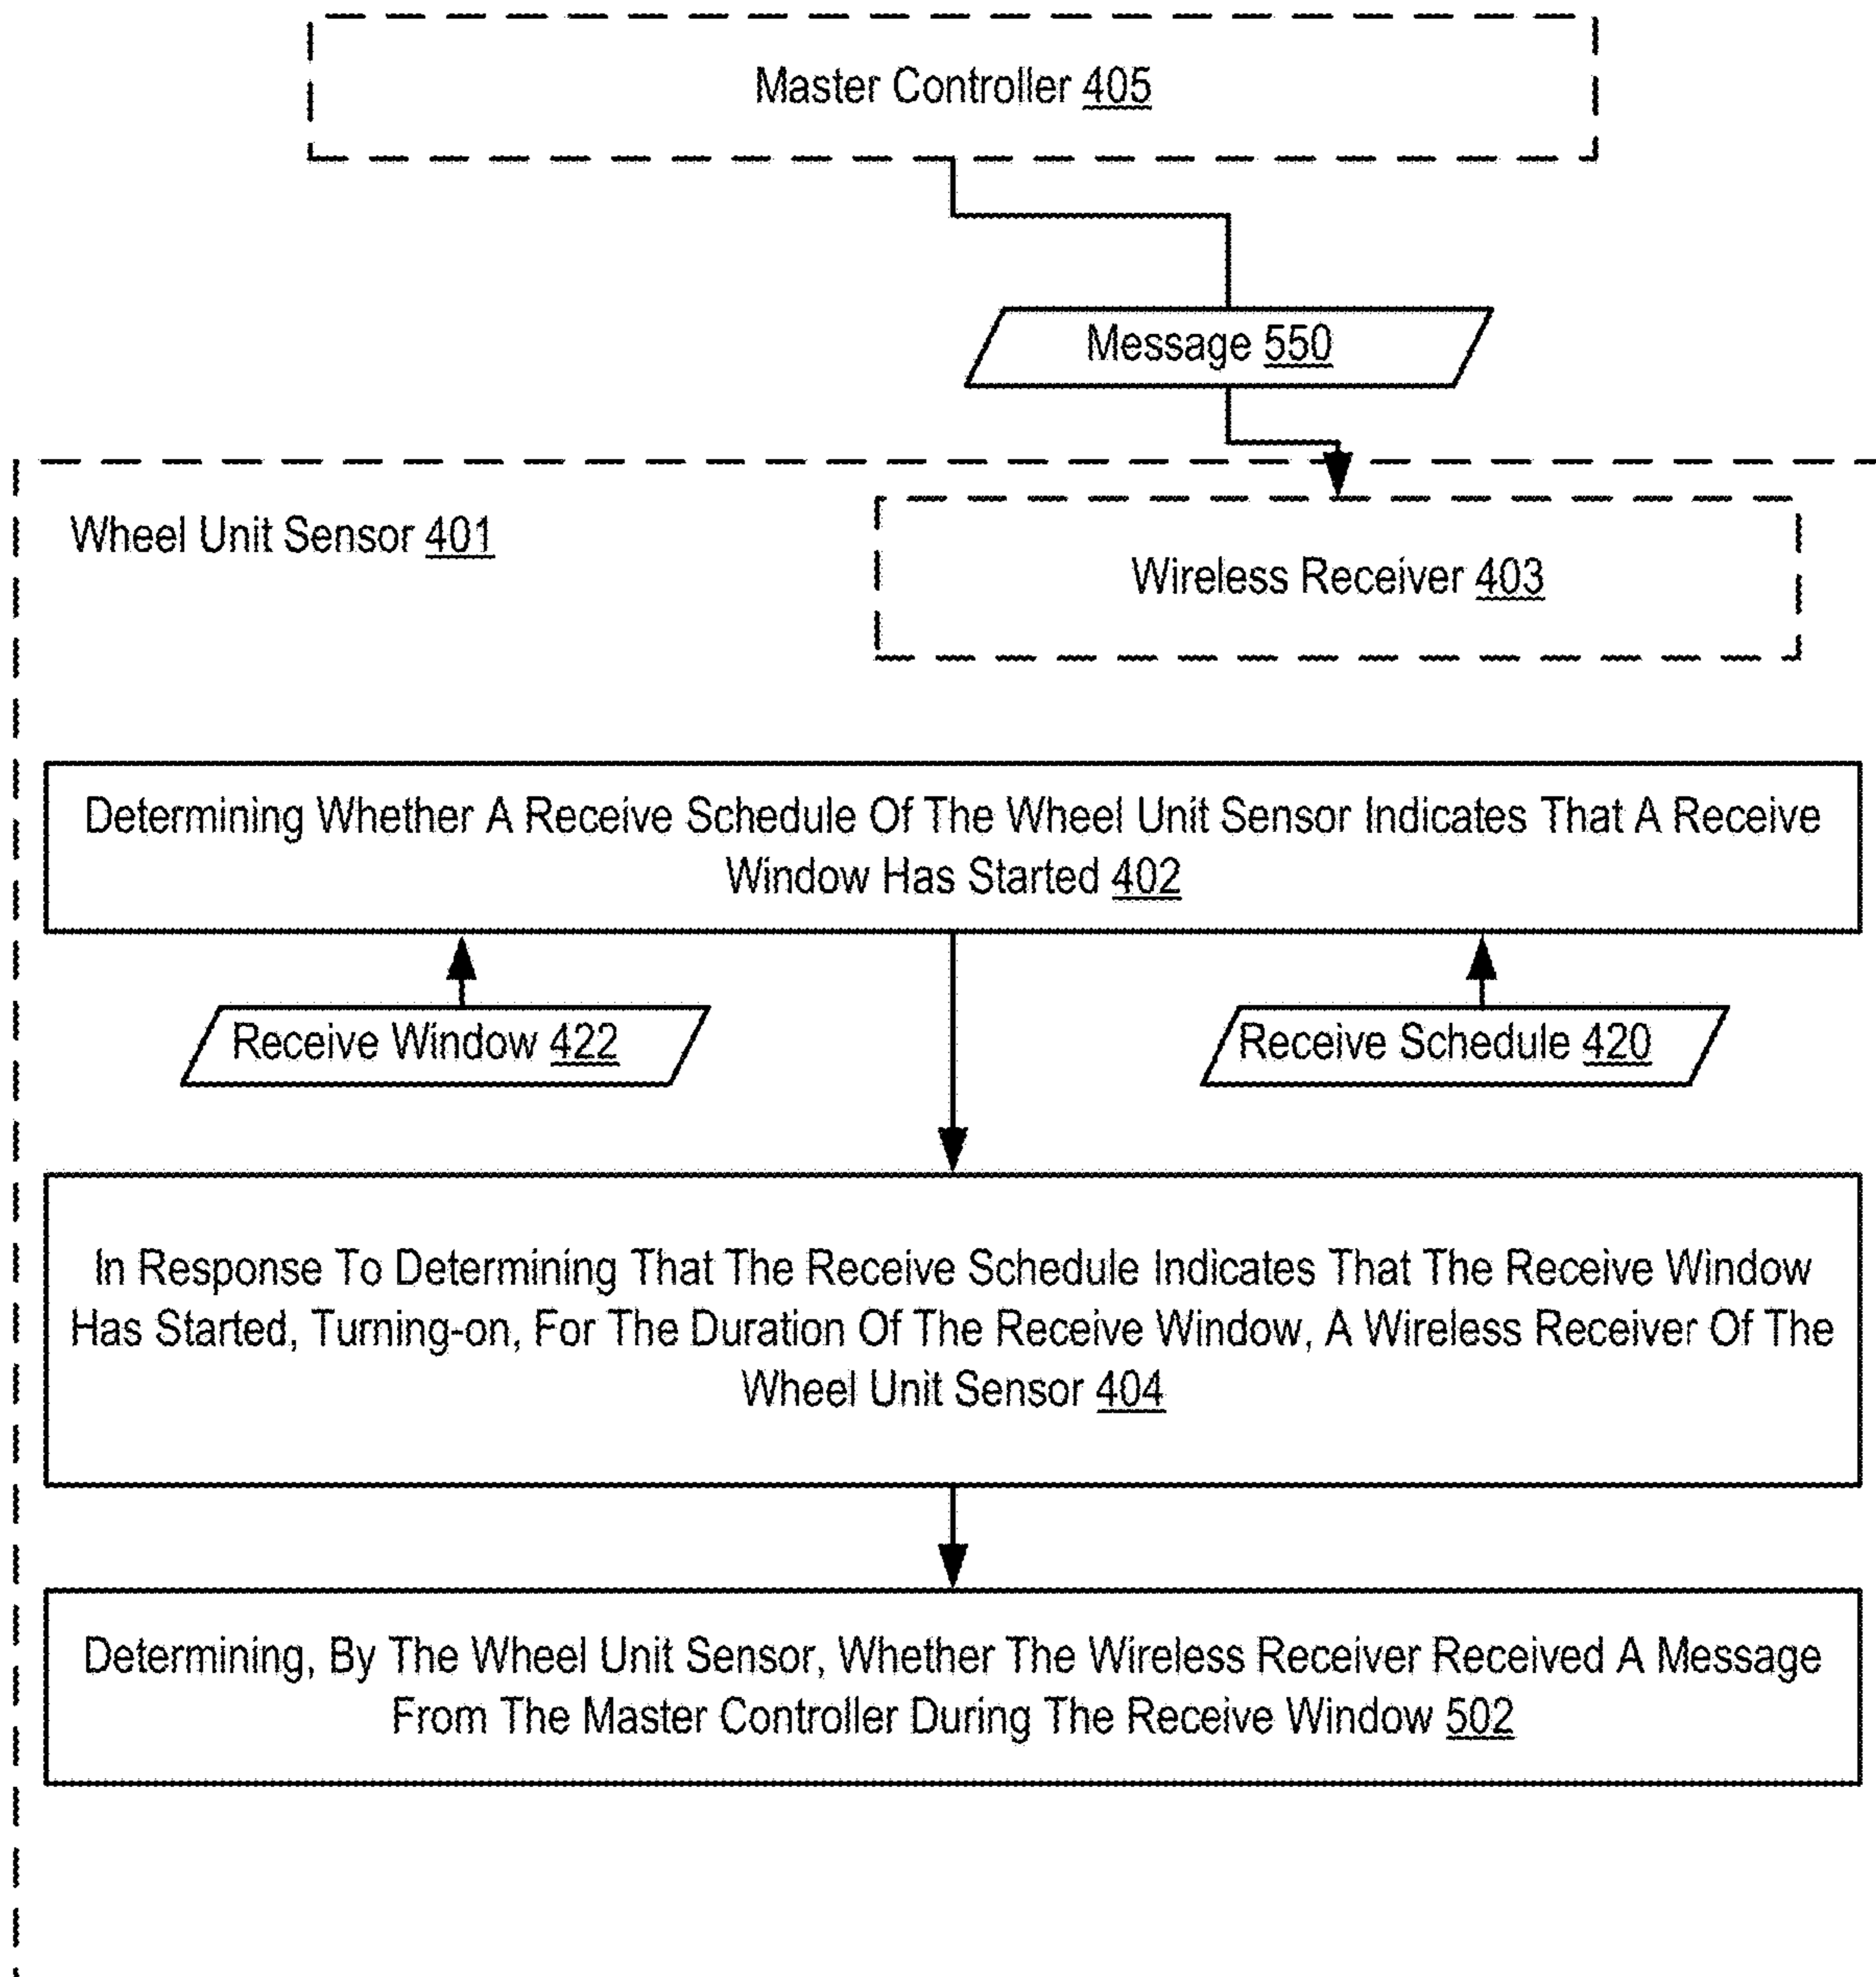 Master Controller 405
Message 550
Wheel Unit Sensor 401
Wireless Receiver 403
Determining Whether A Receive Schedule Of The Wheel Unit Sensor Indicates That A Receive
Window Has Started 402
Receive Window 422
Receive Schedule 420
In Response To Determining That The Receive Schedule Indicates That The Receive Window
Has Started, Turning-on, For The Duration Of The Receive Window, A Wireless Receiver Of The
Wheel Unit Sensor 404
Determining, By The Wheel Unit Sensor, Whether The Wireless Receiver Received A Message
From The Master Controller During The Receive Window 502